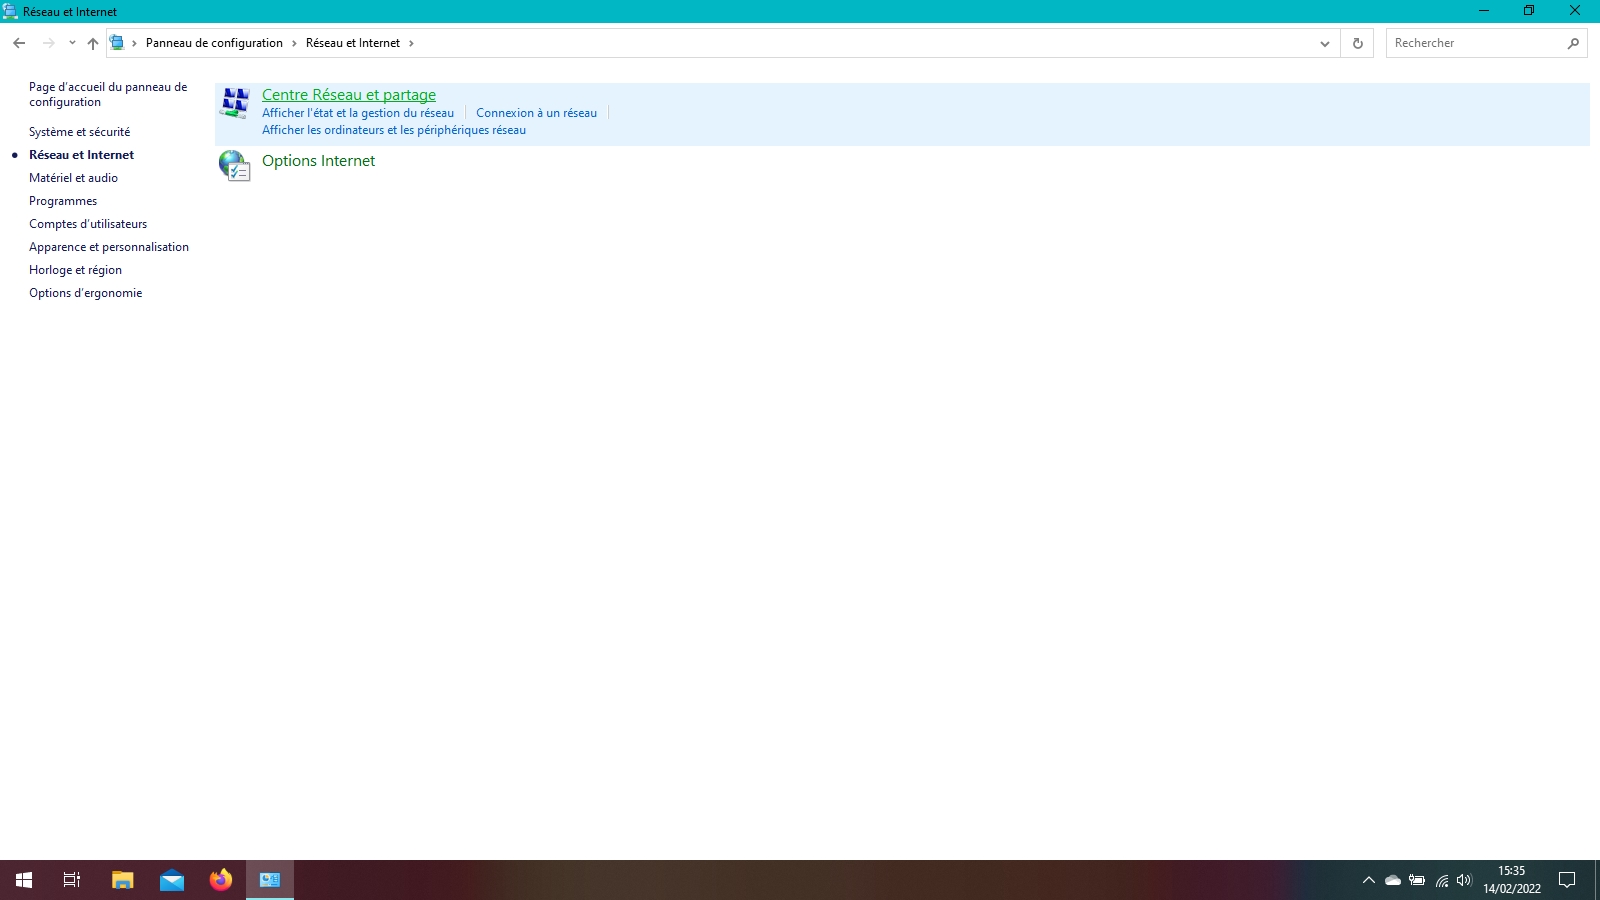 Réseau et Internet
Panneau de configuration
Réseau et Internet
Rechercher
Page d'accueil du panneau de
configuration
Système et sécurité
Réseau et Internet
Matériel et audio
Programmes
Comptes d'utilisateurs
Apparence et personnalisation
Horloge et région
Options d'ergonomie
Centre Réseau et partage
Afficher l'état et la gestion du réseau
Connexion à un réseau
Afficher les ordinateurs et les périphériques réseau
Options Internet
15:35
14/02/2022